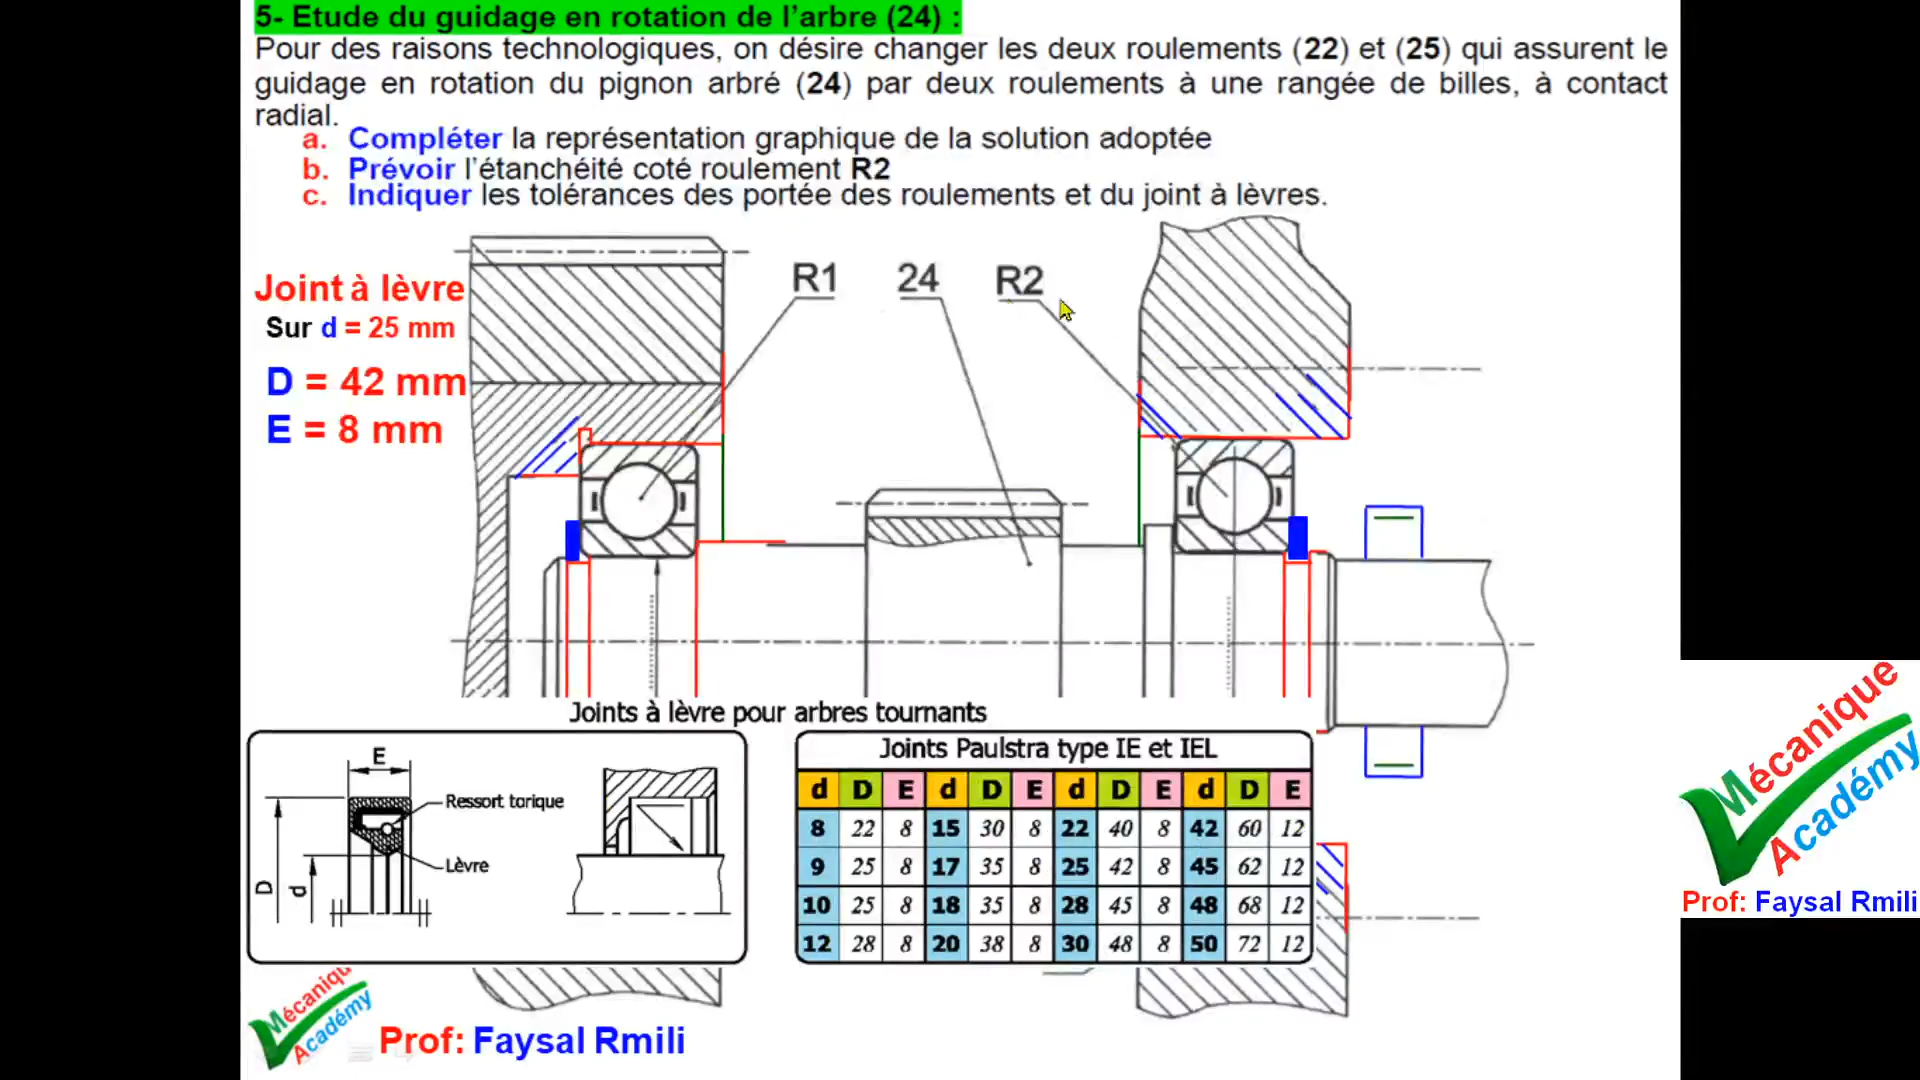 5- Etude du guidage en rotation de l’arbre (24) :
Pour des raisons technologiques, on désire changer les deux roulements (22) et (25) qui assurent le
guidage en rotation du pignon arbré (24) par deux roulements à une rangée de billes, à contact
radial.
a. Compléter la représentation graphique de la solution adoptée
b. Prévoir l’étanchéité coté roulement R2
c. Indiquer les tolérances des portée des roulements et du joint à lèvres.
R1 24 R2
Joint à lèvre
Sur d = 25 mm
D = 42 mm
E = 8 mm
Joints à lèvre pour arbres tournants
E
Ressort torique
Lèvre
D
d
Joints Paulstra type IE et IEL
d D E d D E d D E d D E
8 22 8 15 30 8 22 40 8 42 60 12
9 25 8 17 35 8 25 42 8 45 62 12
10 25 8 18 35 8 28 45 8 48 68 12
12 28 8 20 38 8 30 48 8 50 72 12
Mécanique
Académy
Prof: Faysal Rmili
Mécanique
Académy
Prof: Faysal Rmili